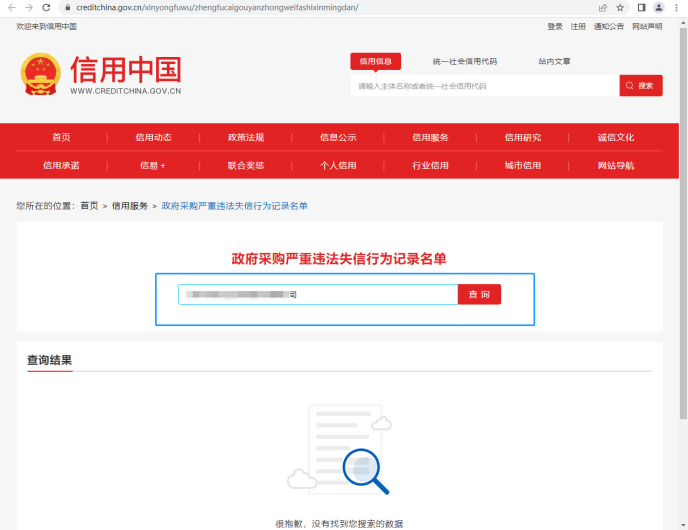 creditchina.gov.cn/xinyongfuwu/zhengfucaigouyanzhongweifashixinmingdan/
欢迎来到信用中国
登录 注册 通知公告 网站声明
信用中国
WWW.CREDITCHINA.GOV.CN
信用信息 统一社会信用代码 站内文章
请输入主体名称或者统一社会信用代码 搜索
首页 信用动态 政策法规 信息公示 信用服务 信用研究 诚信文化
信用承诺 信易+ 联合奖惩 个人信用 行业信用 城市信用 网站导航
您所在的位置：首页 > 信用服务 > 政府采购严重违法失信行为记录名单
政府采购严重违法失信行为记录名单
司 查询
查询结果
很抱歉，没有找到您搜索的数据